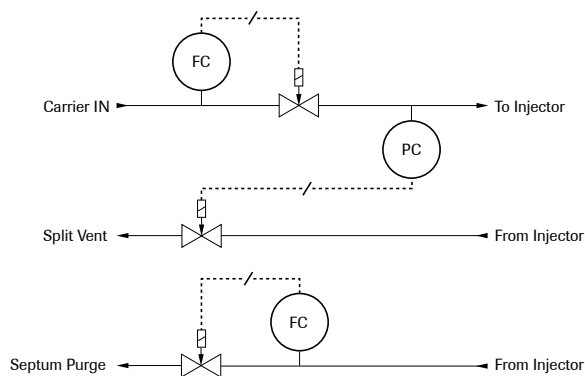 FC
Carrier IN
To Injector
PC
Split Vent
From Injector
FC
Septum Purge
From Injector